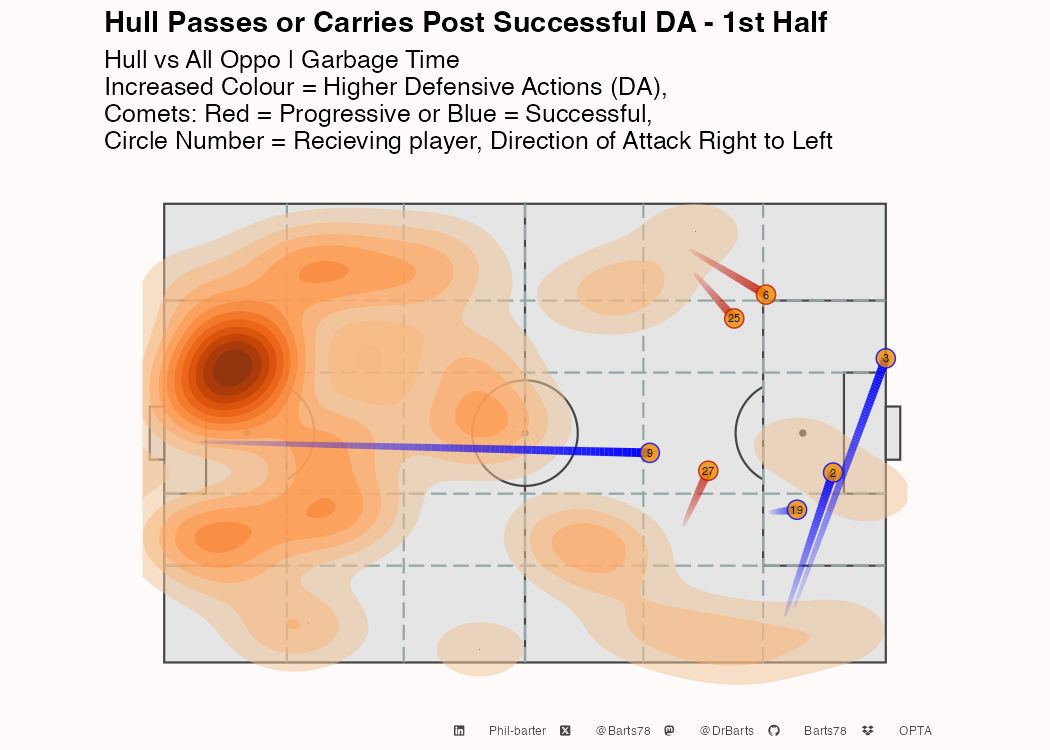 Hull Passes or Carries Post Successful DA - 1st Half
Hull vs All Oppo | Garbage Time
Increased Colour = Higher Defensive Actions (DA),
Comets: Red = Progressive or Blue = Successful,
Circle Number = Recieving player, Direction of Attack Right to Left
6
25
3
9
27
2
19
Phil-barter @Barts78 @DrBarts Barts78 OPTA